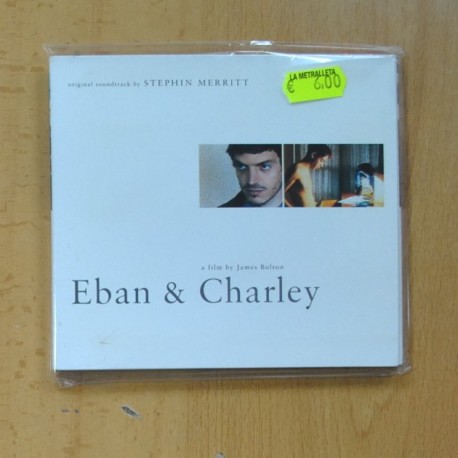 original soundtrack by STEPHIN MERRITT
LA METRALLETA
€ 6,00
a film by James Bolton
Eban & Charley